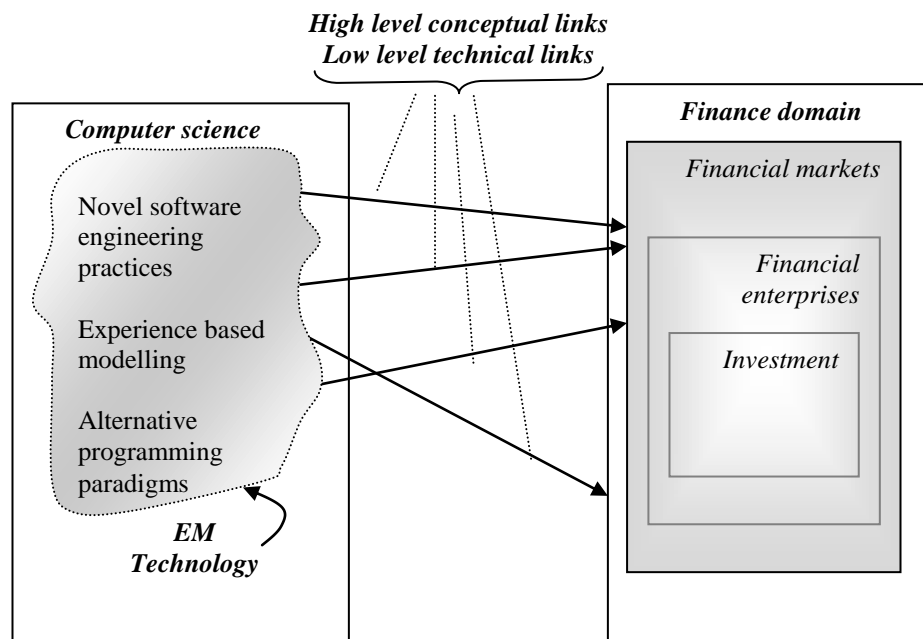 High level conceptual links
Low level technical links
Computer science
Novel software
engineering
practices
Experience based
modelling
Alternative
programming
paradigms
EM
Technology
Finance domain
Financial markets
Financial
enterprises
Investment